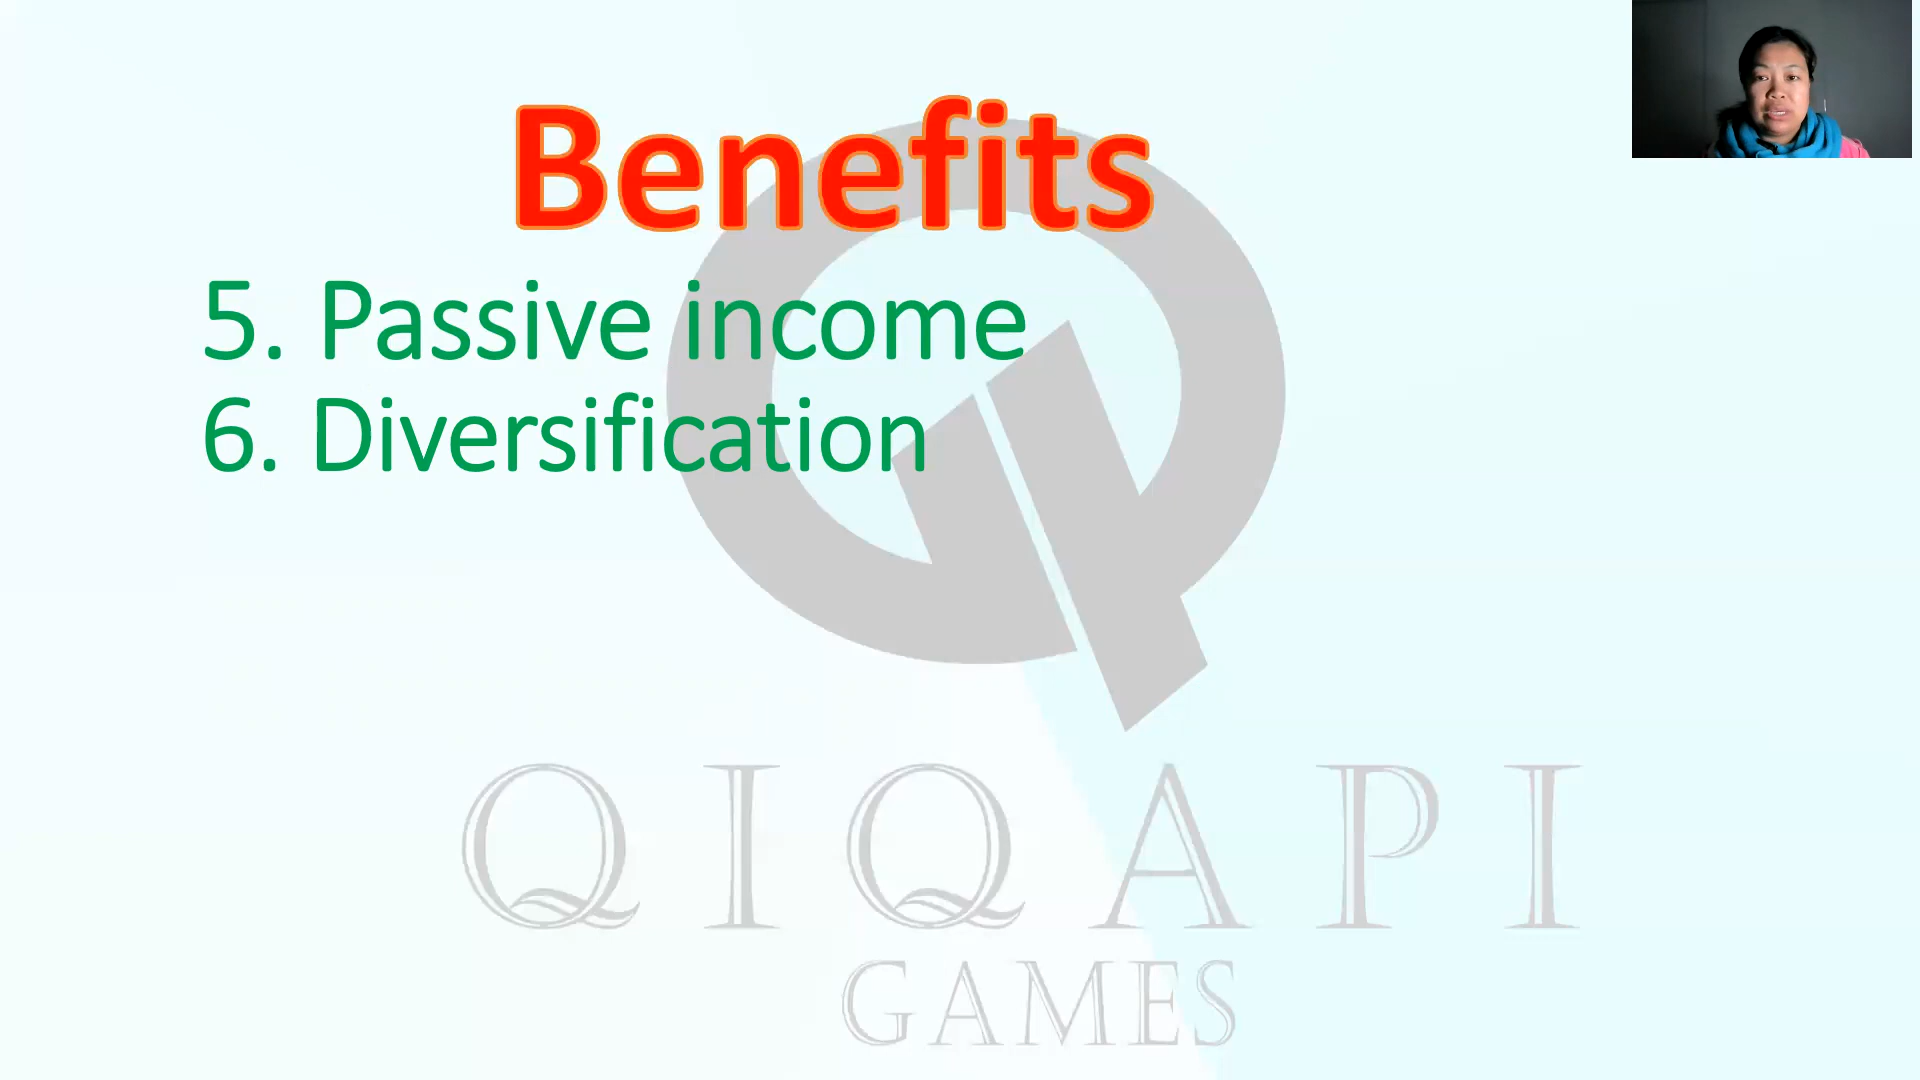 Benefits
5. Passive income
6. Diversification
QIQAPI
GAMES